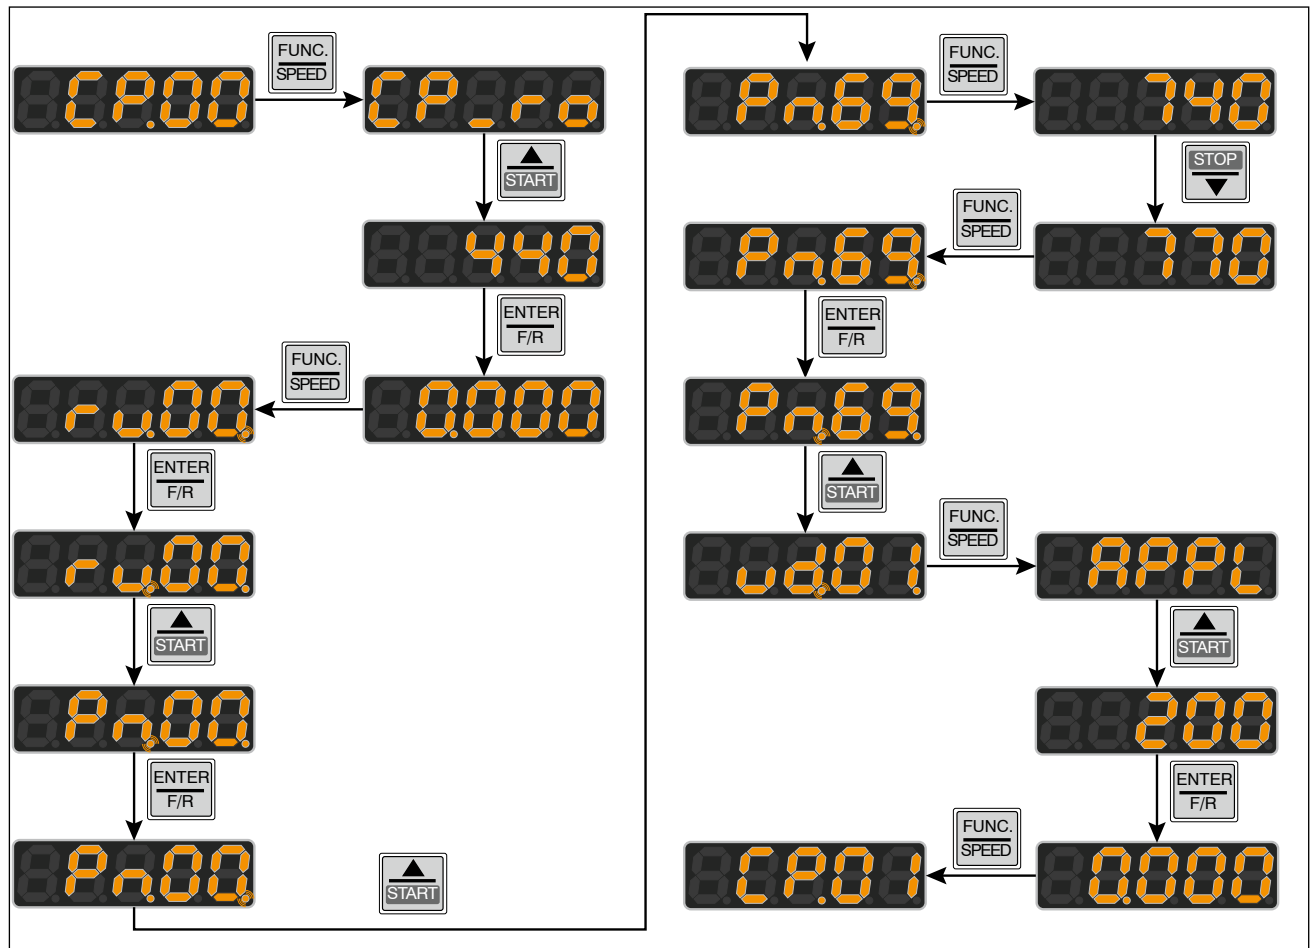 CP.00
FUNC.
SPEED
CP_ro
START
440
ENTER
F/R
0.000
FUNC.
SPEED
ru.00.
ENTER
F/R
ru.00.
START
Pn.00.
ENTER
F/R
Pn.00.
START
Pn.69.
FUNC.
SPEED
740
STOP
770
FUNC.
SPEED
Pn.69.
ENTER
F/R
Pn.69.
START
ud.01.
FUNC.
SPEED
APPL
START
200
ENTER
F/R
0.000
FUNC.
SPEED
CP.01